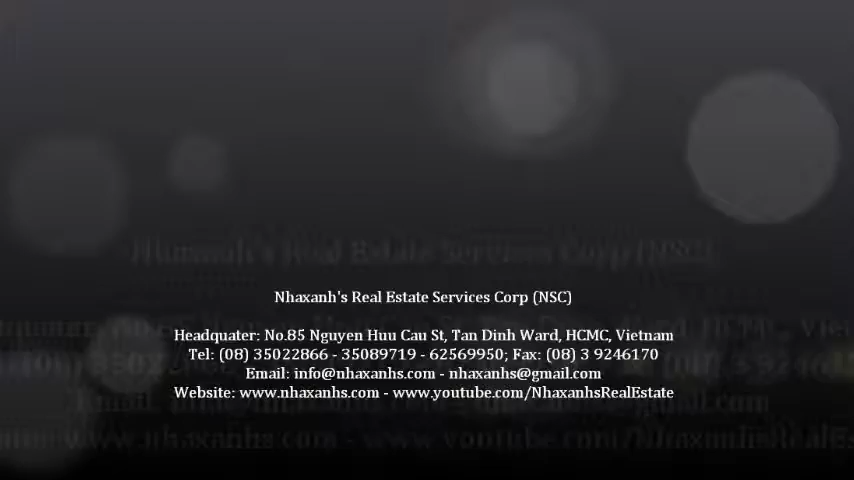 Nhaxanh's Real Estate Services Corp (NSC)
Headquater: No.85 Nguyen Huu Cau St, Tan Dinh Ward, HCMC, Vietnam
Tel: (08) 35022866 - 35089719 - 62569950; Fax: (08) 3 9246170
Email: info@nhaxanhs.com - nhaxanhs@gmail.com
Website: www.nhaxanhs.com - www.youtube.com/NhaxanhsRealEstate